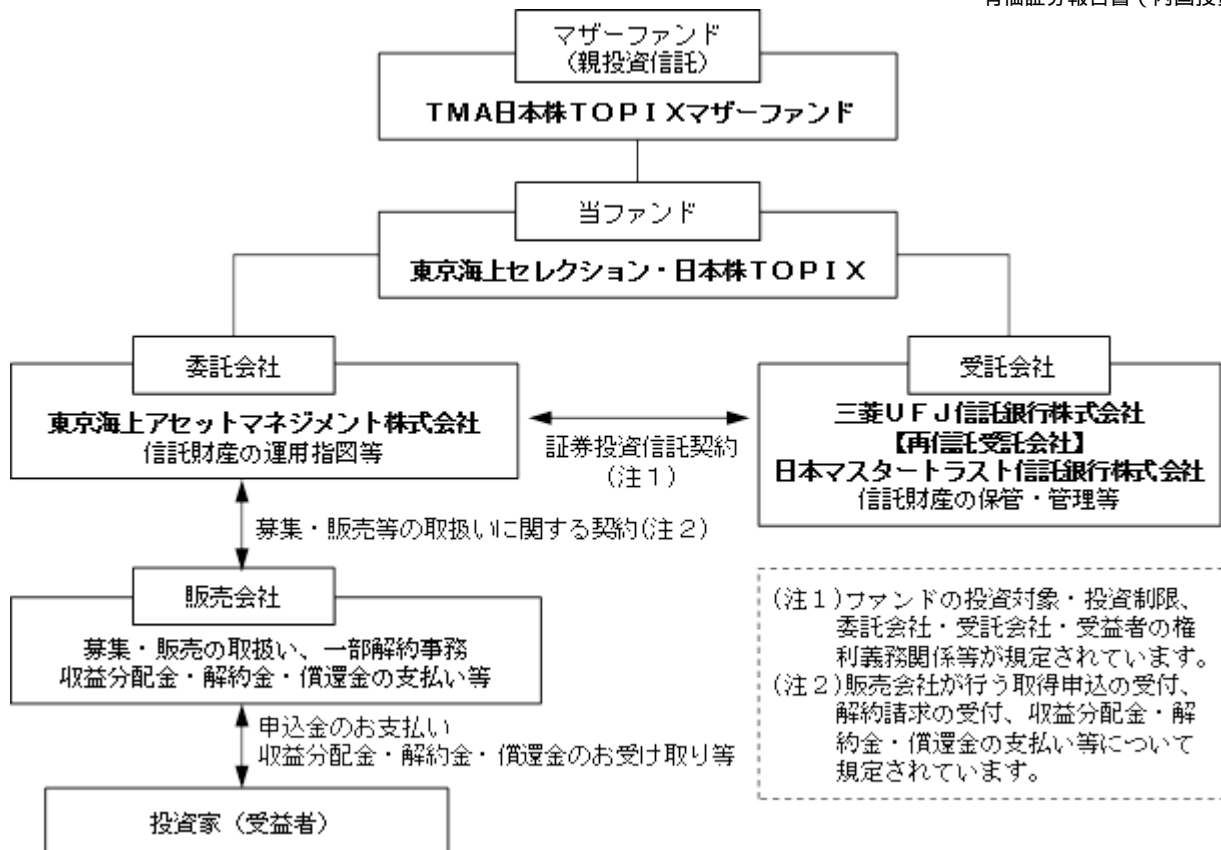 マザーファンド
(親投資信託)
TMA日本株TOPIXマザーファンド
当ファンド
東京海上セレクション・日本株TOPIX
委託会社
東京海上アセットマネジメント株式会社
信託財産の運用指図等
証券投資信託契約
(注1)
受託会社
三菱UFJ信託銀行株式会社
【再信託受託会社】
日本マスタートラスト信託銀行株式会社
信託財産の保管・管理等
募集・販売等の取扱いに関する契約(注2)
販売会社
募集・販売の取扱い、一部解約事務
収益分配金・解約金・償還金の支払い等
申込金のお支払い
収益分配金・解約金・償還金のお受け取り等
投資家(受益者)
(注1)ファンドの投資対象・投資制限、
委託会社・受託会社・受益者の権
利義務関係等が規定されています。
(注2)販売会社が行う取得申込の受付、
解約請求の受付、収益分配金・解
約金・償還金の支払い等について
規定されています。